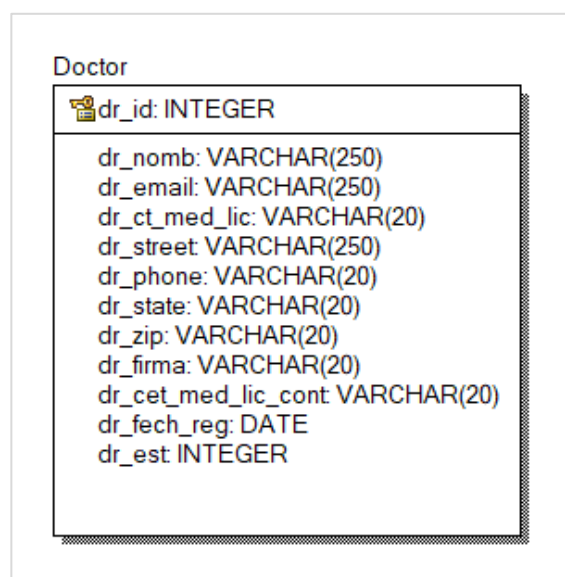 Doctor
dr_id: INTEGER
dr_nomb: VARCHAR(250)
dr_email: VARCHAR(250)
dr_ct_med_lic: VARCHAR(20)
dr_street: VARCHAR(250)
dr_phone: VARCHAR(20)
dr_state: VARCHAR(20)
dr_zip: VARCHAR(20)
dr_firma: VARCHAR(20)
dr_cet_med_lic_cont: VARCHAR(20)
dr_fech_reg: DATE
dr_est: INTEGER